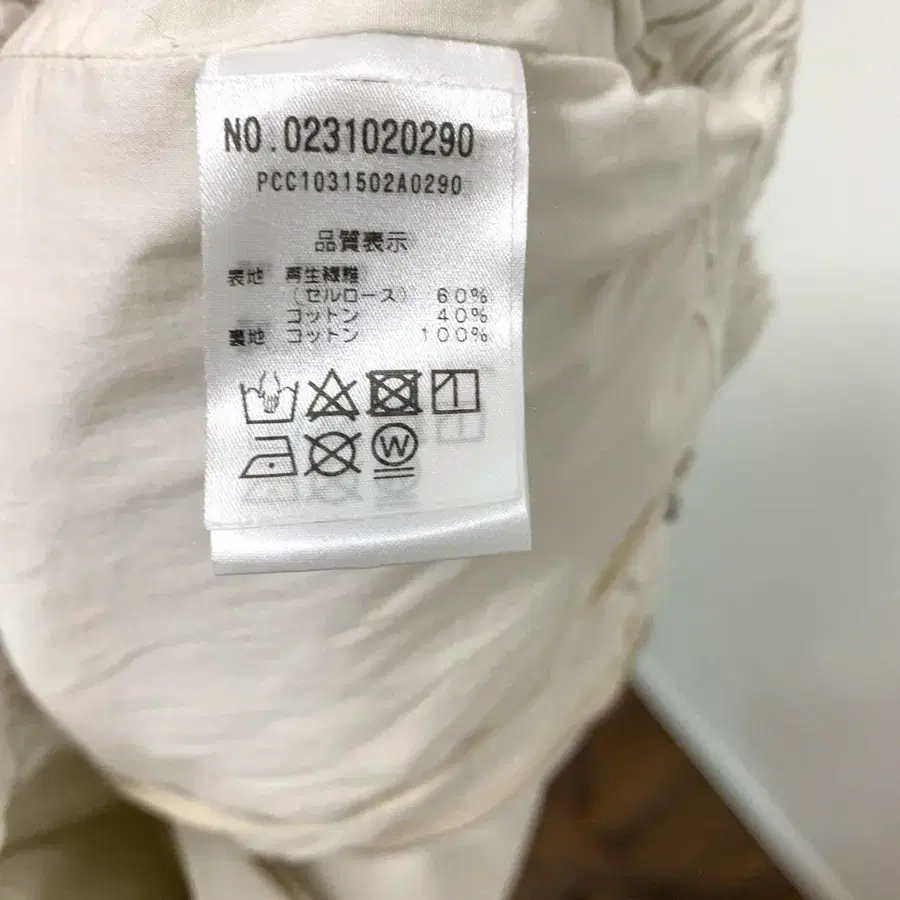 NO.0231020290
PCC1031502A0290
品質表示
表地 再生繊維
(セルロース) 60%
コットン 40%
裏地 コットン 100%
W